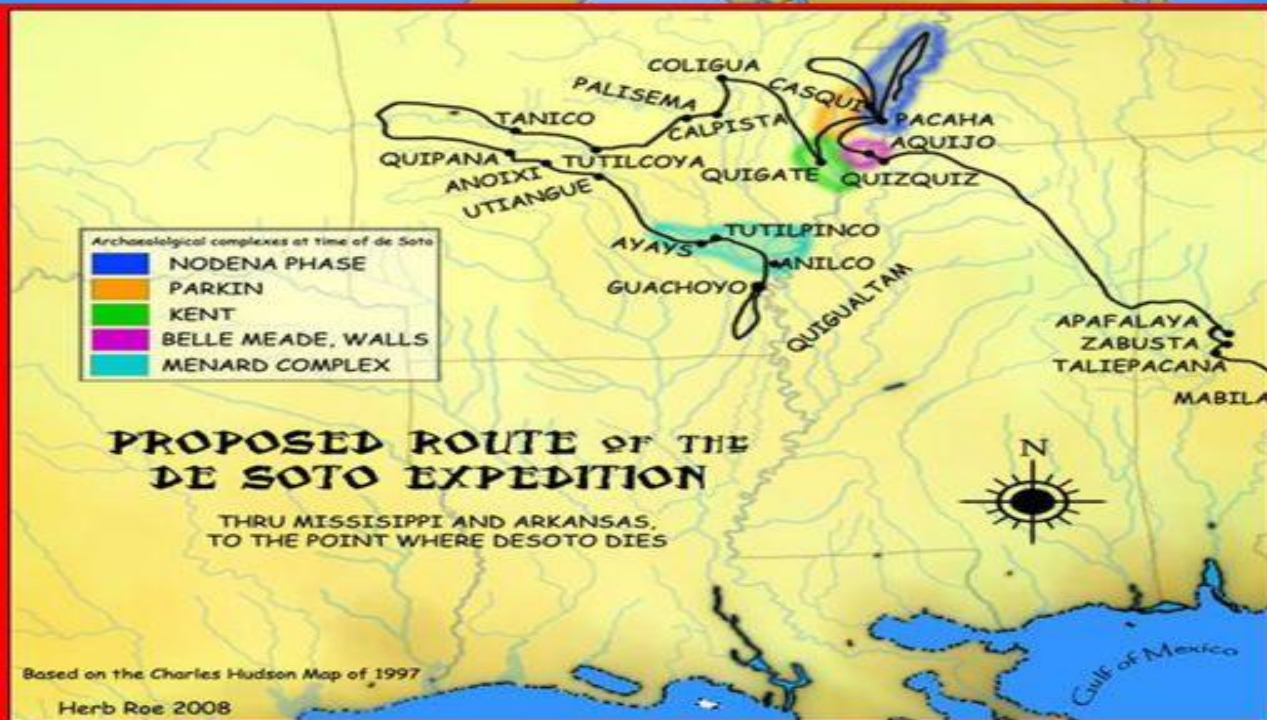 COLIGUA
PALISEMA
CASQUI
TANICO
CALPISTA
PACAHA
AQUIJO
QUIPANA
TUTILCOYA
ANOIXI
QUIGATE
QUIZQUIZ
UTIANGUE
Archaeololgical complexes at time of de Soto
NODENA PHASE
PARKIN
KENT
BELLE MEADE, WALLS
MENARD COMPLEX
TUTILPINCO
AYAYS
ANILCO
GUACHOYO
QUIGUALTAM
APAFALAYA
ZABUSTA
TALIEPACANA
MABILA
PROPOSED ROUTE OF THE
DE SOTO EXPEDITION
THRU MISSISIPPI AND ARKANSAS,
TO THE POINT WHERE DESOTO DIES
N
Gulf of Mexico
Based on the Charles Hudson Map of 1997
Herb Roe 2008